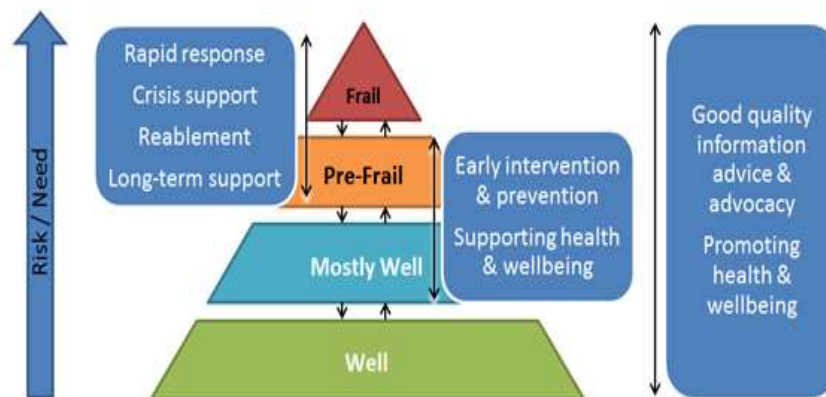 Risk / Need
Rapid response
Crisis support
Reablement
Long-term support
Frail
Pre-Frail
Mostly Well
Well
Early intervention
& prevention
Supporting health
& wellbeing
Good quality
information
advice &
advocacy
Promoting
health &
wellbeing